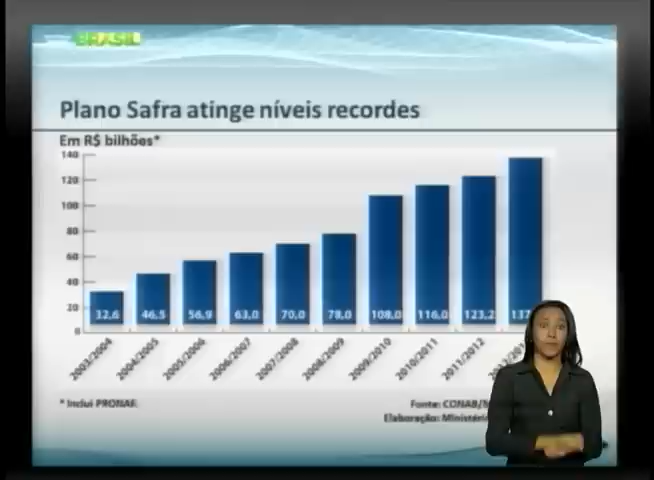 BRASIL
Plano Safra atinge níveis recordes
Em R$ bilhões*
140
120
100
80
60
40
20
0
32,6 46,5 56,9 63,0 70,0 78,0 108,0 116,0 123,2 137
2003/2004 2004/2005 2005/2006 2006/2007 2007/2008 2008/2009 2009/2010 2010/2011 2011/2012
* Inclui PRONAF. Fonte: CONAB/
Elaboração: Ministéri